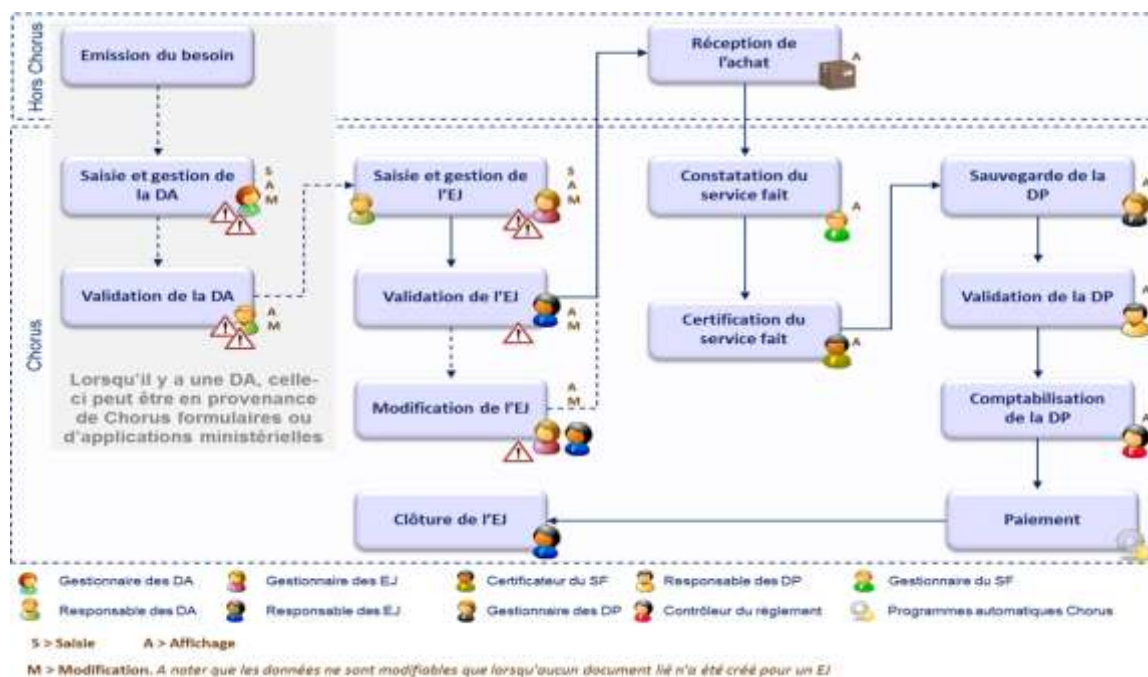 Hors Chorus
Emission du besoin
Réception de
l'achat
A
Chorus
Saisie et gestion de
la DA
S
A
M
Saisie et gestion de
l'EJ
S
A
M
Constatation du
service fait
A
Sauvegarde de la
DP
A
Validation de la DA
A
M
Validation de l'EJ
A
M
Certification du
service fait
A
Validation de la DP
A
Lorsqu'il y a une DA, celle-
ci peut être en provenance
de Chorus formulaires ou
d'applications ministérielles
Modification de l'EJ
A
M
Comptabilisation
de la DP
A
Clôture de l'EJ
Paiement
Gestionnaire des DA
Gestionnaire des EJ
Certificateur du SF
Responsable des DP
Gestionnaire du SF
Responsable des DA
Responsable des EJ
Gestionnaire des DP
Contrôleur du règlement
Programmes automatiques Chorus
S > Saisie A > Affichage
M > Modification. A noter que les données ne sont modifiables que lorsqu'aucun document lié n'a été créé pour un EJ